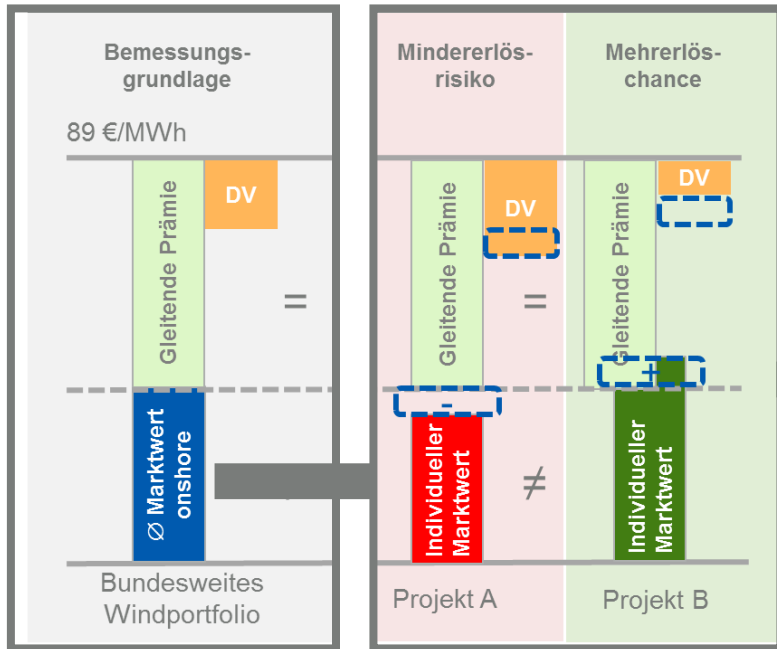 Bemessungs-
grundlage
89 €/MWh
Gleitende Prämie
DV
=
Ø Marktwert
onshore
Bundesweites
Windportfolio
Mindererlös-
risiko
Gleitende Prämie
DV
=
-
Individueller
Marktwert
≠
Projekt A
Mehrerlös-
chance
Gleitende Prämie
DV
+
Individueller
Marktwert
Projekt B